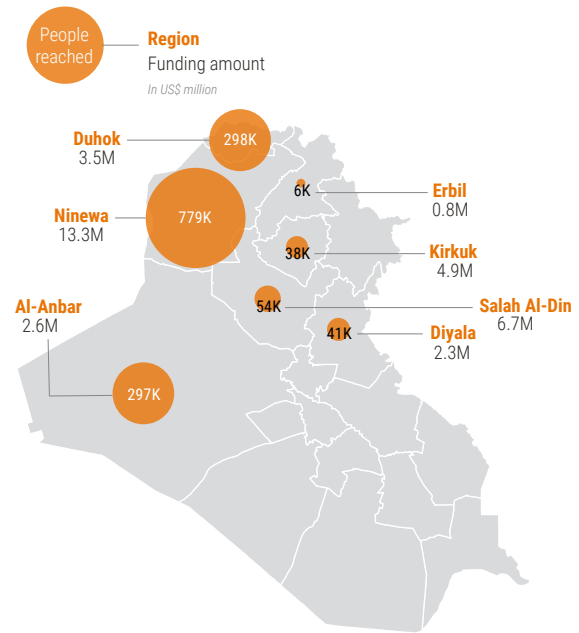 People
reached
Region
Funding amount
In US$ million
Duhok
3.5M
298K
Ninewa
13.3M
779K
6K
Erbil
0.8M
38K
Kirkuk
4.9M
Al-Anbar
2.6M
54K
Salah Al-Din
6.7M
41K
Diyala
2.3M
297K